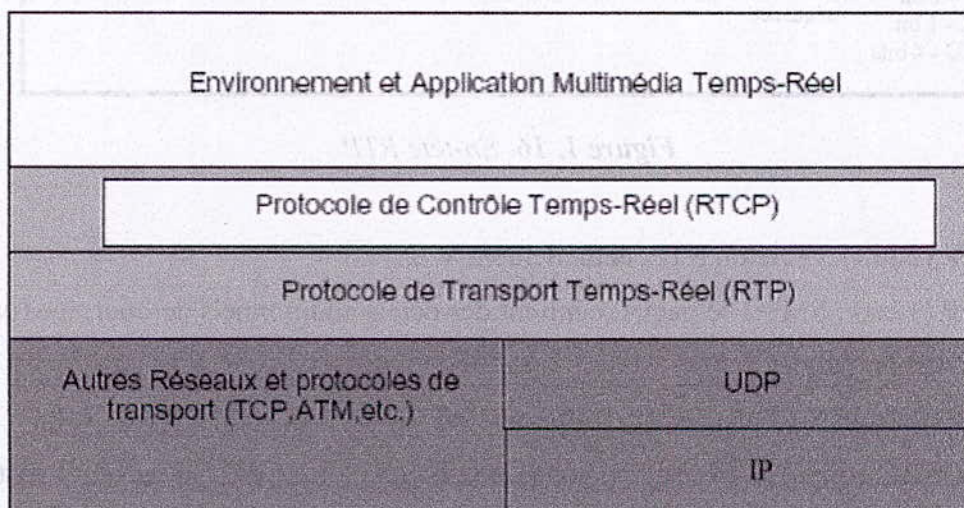 Environnement et Application Multimédia Temps-Réel
Protocole de Contrôle Temps-Réel (RTCP)
Protocole de Transport Temps-Réel (RTP)
Autres Réseaux et protocoles de
transport (TCP,ATM,etc.)
UDP
IP